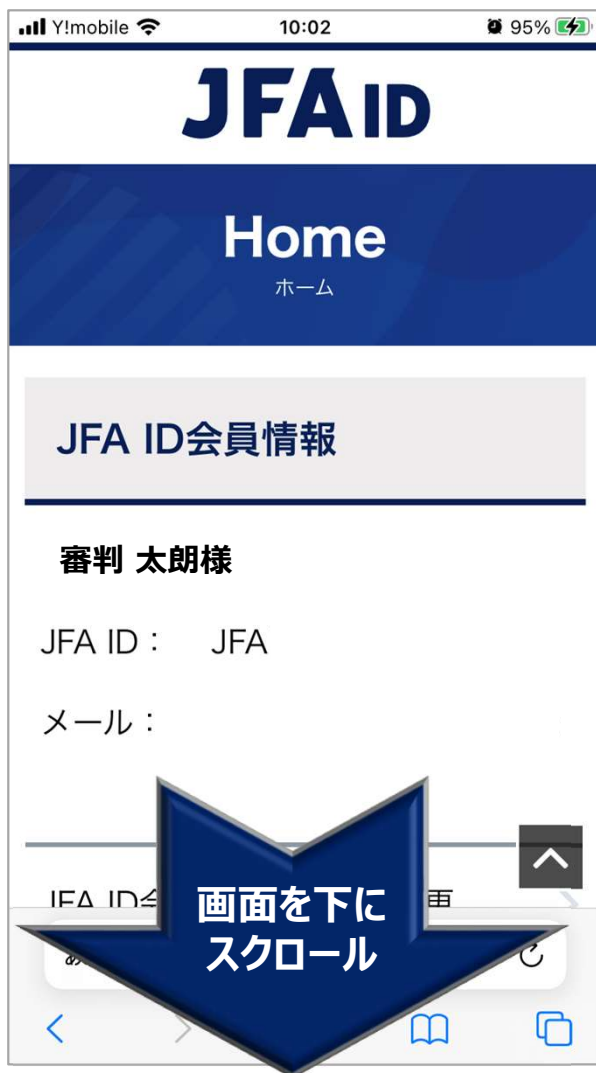 Y!mobile 10:02 95%
JFA ID
Home
ホーム
JFA ID会員情報
審判 太朗様
JFA ID： JFA
メール：
画面を下に
スクロール